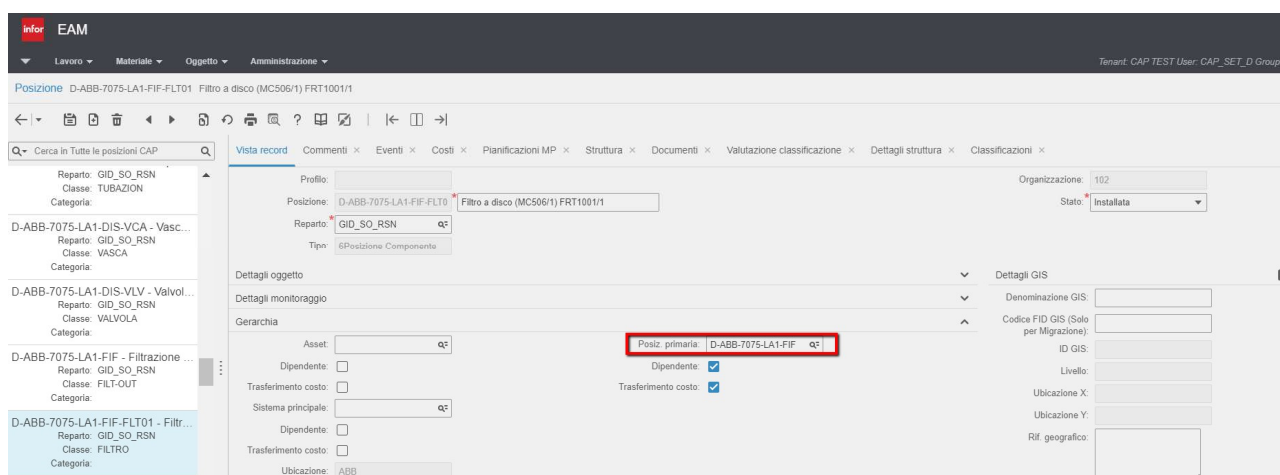 infor EAM
Lavoro Materiale Oggetto Amministrazione Tenant: CAP TEST User: CAP_SET_D Group
Posizione D-ABB-7075-LA1-FIF-FLT01 Filtro a disco (MC506/1) FRT1001/1
Cerca in Tutte le posizioni CAP
Reparto: GID_SO_RSN
Classe: TUBAZION
Categoria:
D-ABB-7075-LA1-DIS-VCA - Vasc...
Reparto: GID_SO_RSN
Classe: VASCA
Categoria:
D-ABB-7075-LA1-DIS-VLV - Valvol...
Reparto: GID_SO_RSN
Classe: VALVOLA
Categoria:
D-ABB-7075-LA1-FIF - Filtrazione ...
Reparto: GID_SO_RSN
Classe: FILT-OUT
Categoria:
D-ABB-7075-LA1-FIF-FLT01 - Filtr...
Reparto: GID_SO_RSN
Classe: FILTRO
Categoria:
Vista record Commenti × Eventi × Costi × Pianificazioni MP × Struttura × Documenti × Valutazione classificazione × Dettagli struttura × Classificazioni ×
Profilo:
Organizzazione: 102
Posizione: D-ABB-7075-LA1-FIF-FLT0 * Filtro a disco (MC506/1) FRT1001/1
Stato: * Installata
Reparto: * GID_SO_RSN
Tipo: 6Posizione Componente
Dettagli oggetto
Dettagli monitoraggio
Gerarchia
Asset:
Posiz. primaria: D-ABB-7075-LA1-FIF
Dipendente:
Dipendente:
Trasferimento costo:
Trasferimento costo:
Sistema principale:
Dipendente:
Trasferimento costo:
Ubicazione: ABB
Dettagli GIS
Denominazione GIS:
Codice FID GIS (Solo
per Migrazione):
ID GIS:
Livello:
Ubicazione X:
Ubicazione Y:
Rif. geografico: